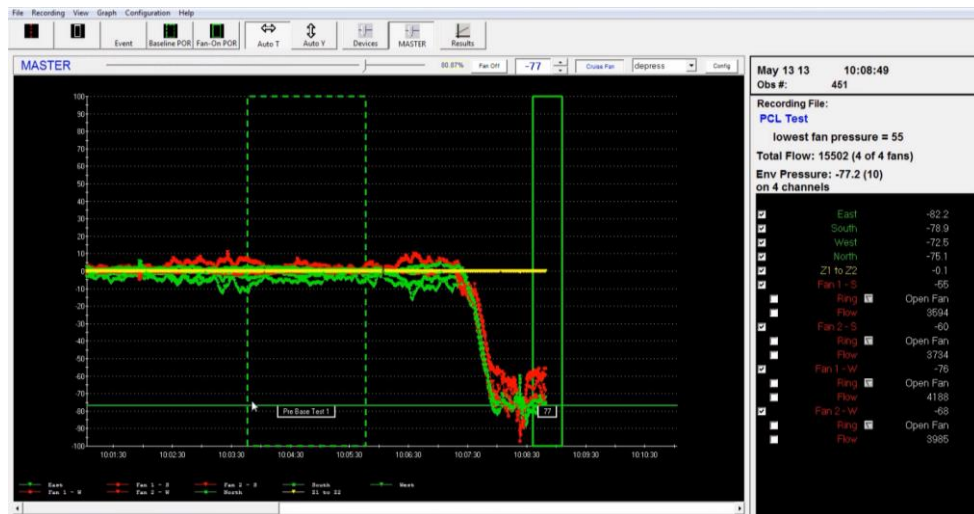 File Recording View Graph Configuration Help
Event Baseline POR Fan-On POR Auto T Auto Y Devices MASTER Results
MASTER 80.87% Fan Off -77 Cruise Fan depress Config
100
90
80
70
60
50
40
30
20
10
0
-10
-20
-30
-40
-50
-60
-70
-80
-90
-100
Pre Base Test 1
77
10:01:30 10:02:30 10:03:30 10:04:30 10:05:30 10:06:30 10:07:30 10:08:30 10:09:30 10:10:30
East Fan 1 - S Fan 2 - S South West
Fan 1 - W Fan 2 - W North Z1 to Z2
May 13 13 10:08:49
Obs #: 451
Recording File:
PCL Test
lowest fan pressure = 55
Total Flow: 15502 (4 of 4 fans)
Env Pressure: -77.2 (10)
on 4 channels
East -82.2
South -78.9
West -72.5
North -75.1
Z1 to Z2 -0.1
Fan 1 - S -55
Ring Open Fan
Flow 3594
Fan 2 - S -60
Ring Open Fan
Flow 3734
Fan 1 - W -76
Ring Open Fan
Flow 4188
Fan 2 - W -68
Ring Open Fan
Flow 3985